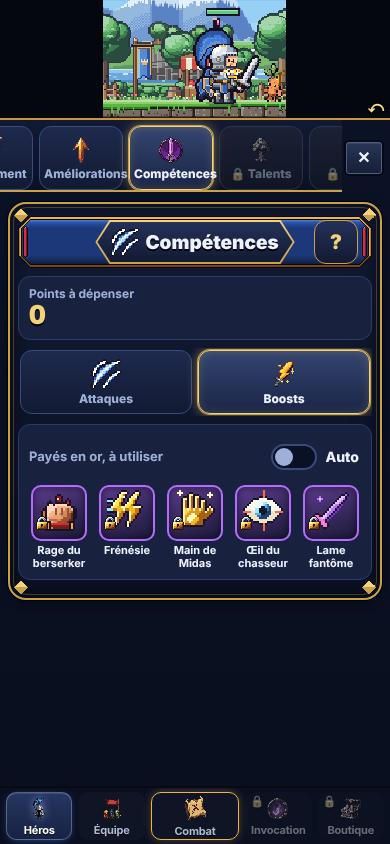 ment
Améliorations
Compétences
Talents
Compétences
?
Points à dépenser
0
Attaques
Boosts
Payés en or, à utiliser
Auto
Rage du
berserker
Frénésie
Main de
Midas
Œil du
chasseur
Lame
fantôme
Héros
Équipe
Combat
Invocation
Boutique